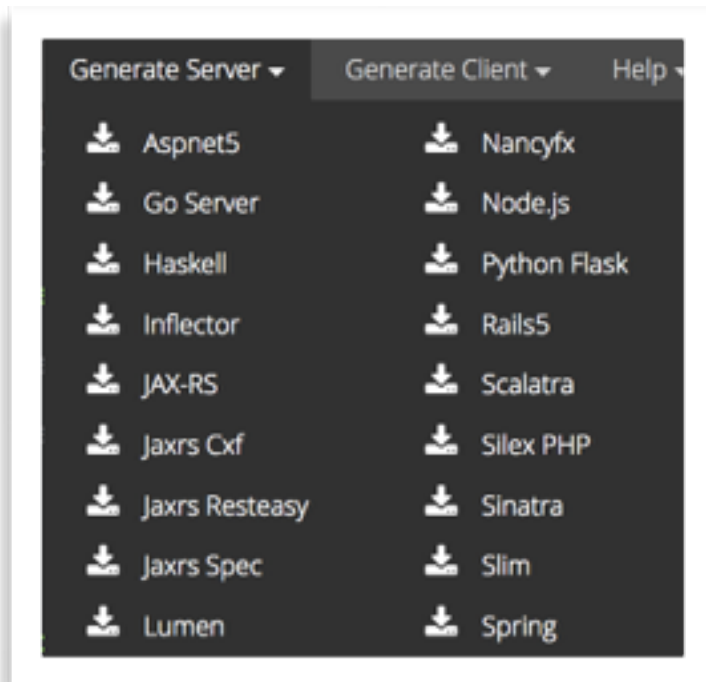 Generate Server Generate Client Help
Aspnet5 Nancyfx
Go Server Node.js
Haskell Python Flask
Inflector Rails5
JAX-RS Scalatra
Jaxrs Cxf Silex PHP
Jaxrs Resteasy Sinatra
Jaxrs Spec Slim
Lumen Spring